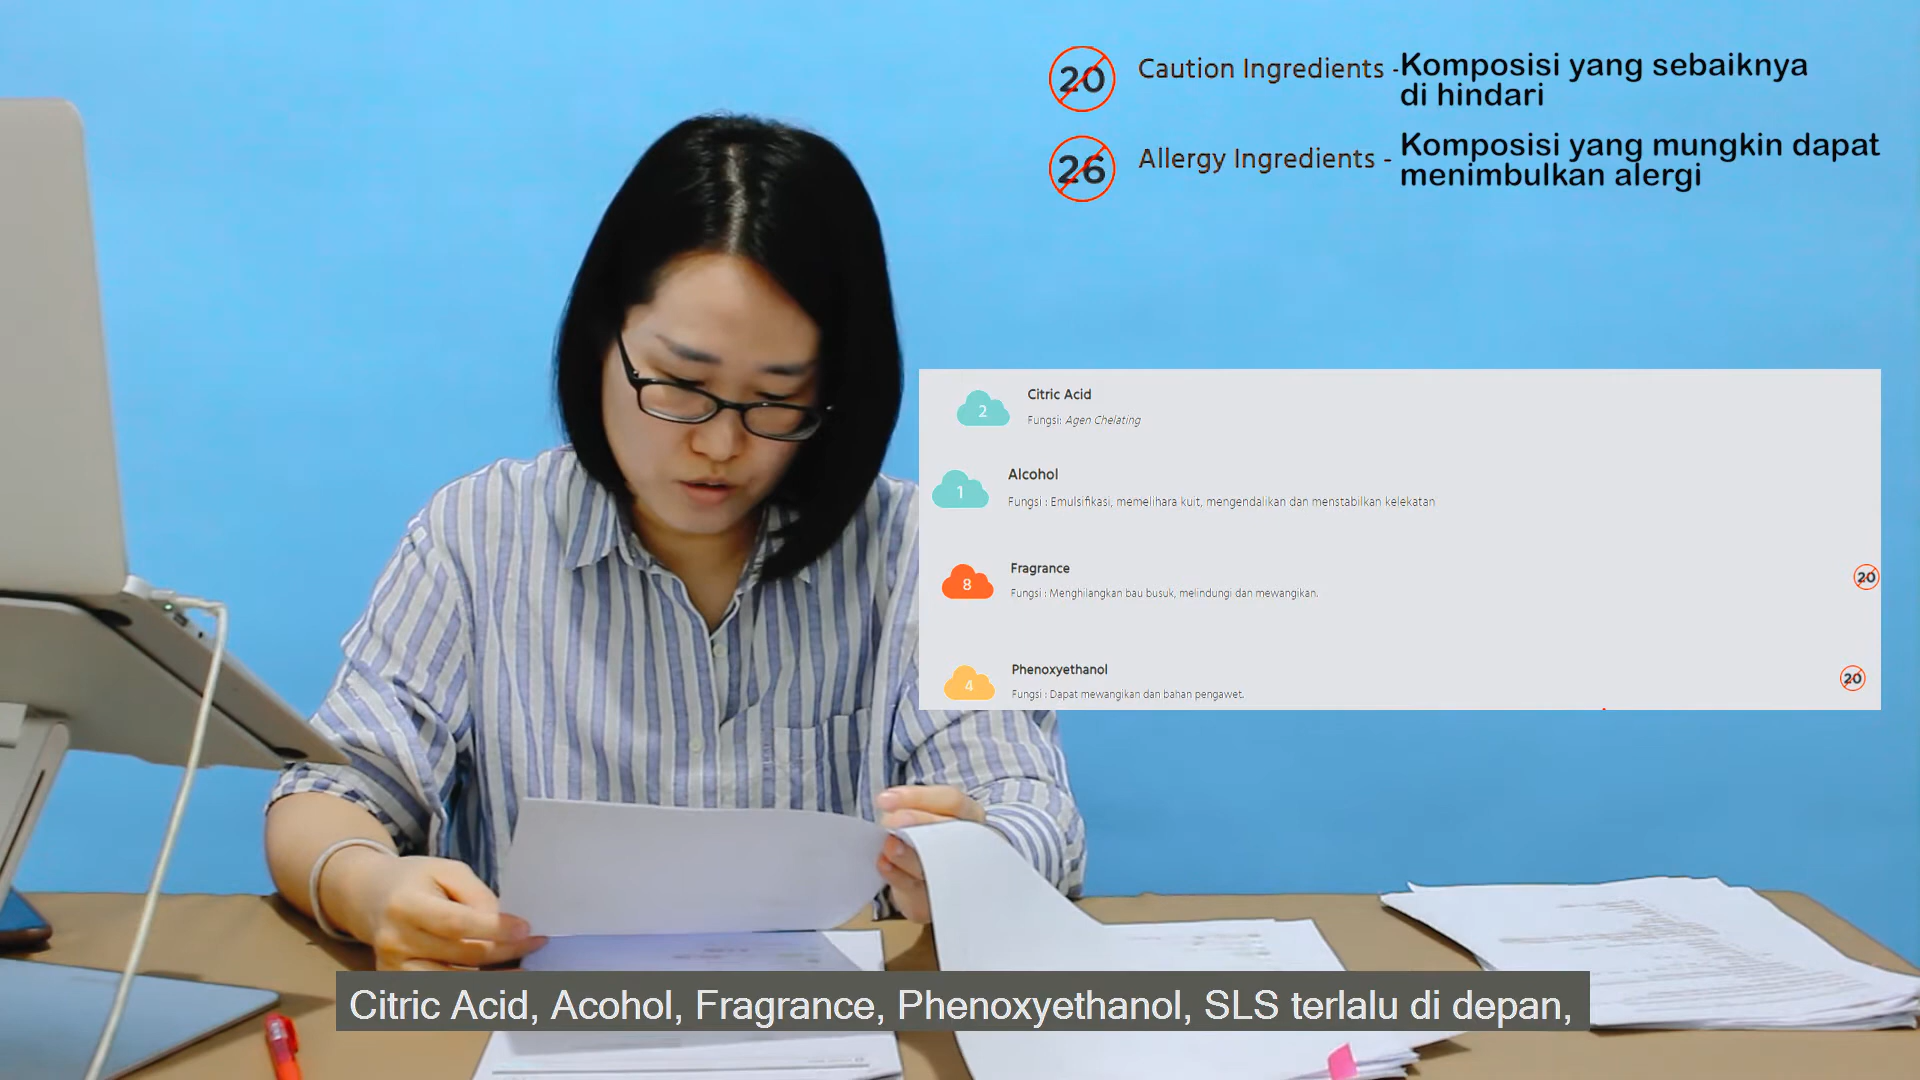 20 Caution Ingredients - Komposisi yang sebaiknya
di hindari
26 Allergy Ingredients - Komposisi yang mungkin dapat
menimbulkan alergi
2 Citric Acid
Fungsi: Agen Chelating
1 Alcohol
Fungsi : Emulsifikasi, memelihara kuit, mengendalikan dan menstabilkan kelekatan
8 Fragrance
Fungsi : Menghilangkan bau busuk, melindungi dan mewangikan.
20
4 Phenoxyethanol
Fungsi : Dapat mewangikan dan bahan pengawet.
20
Citric Acid, Acohol, Fragrance, Phenoxyethanol, SLS terlalu di depan,